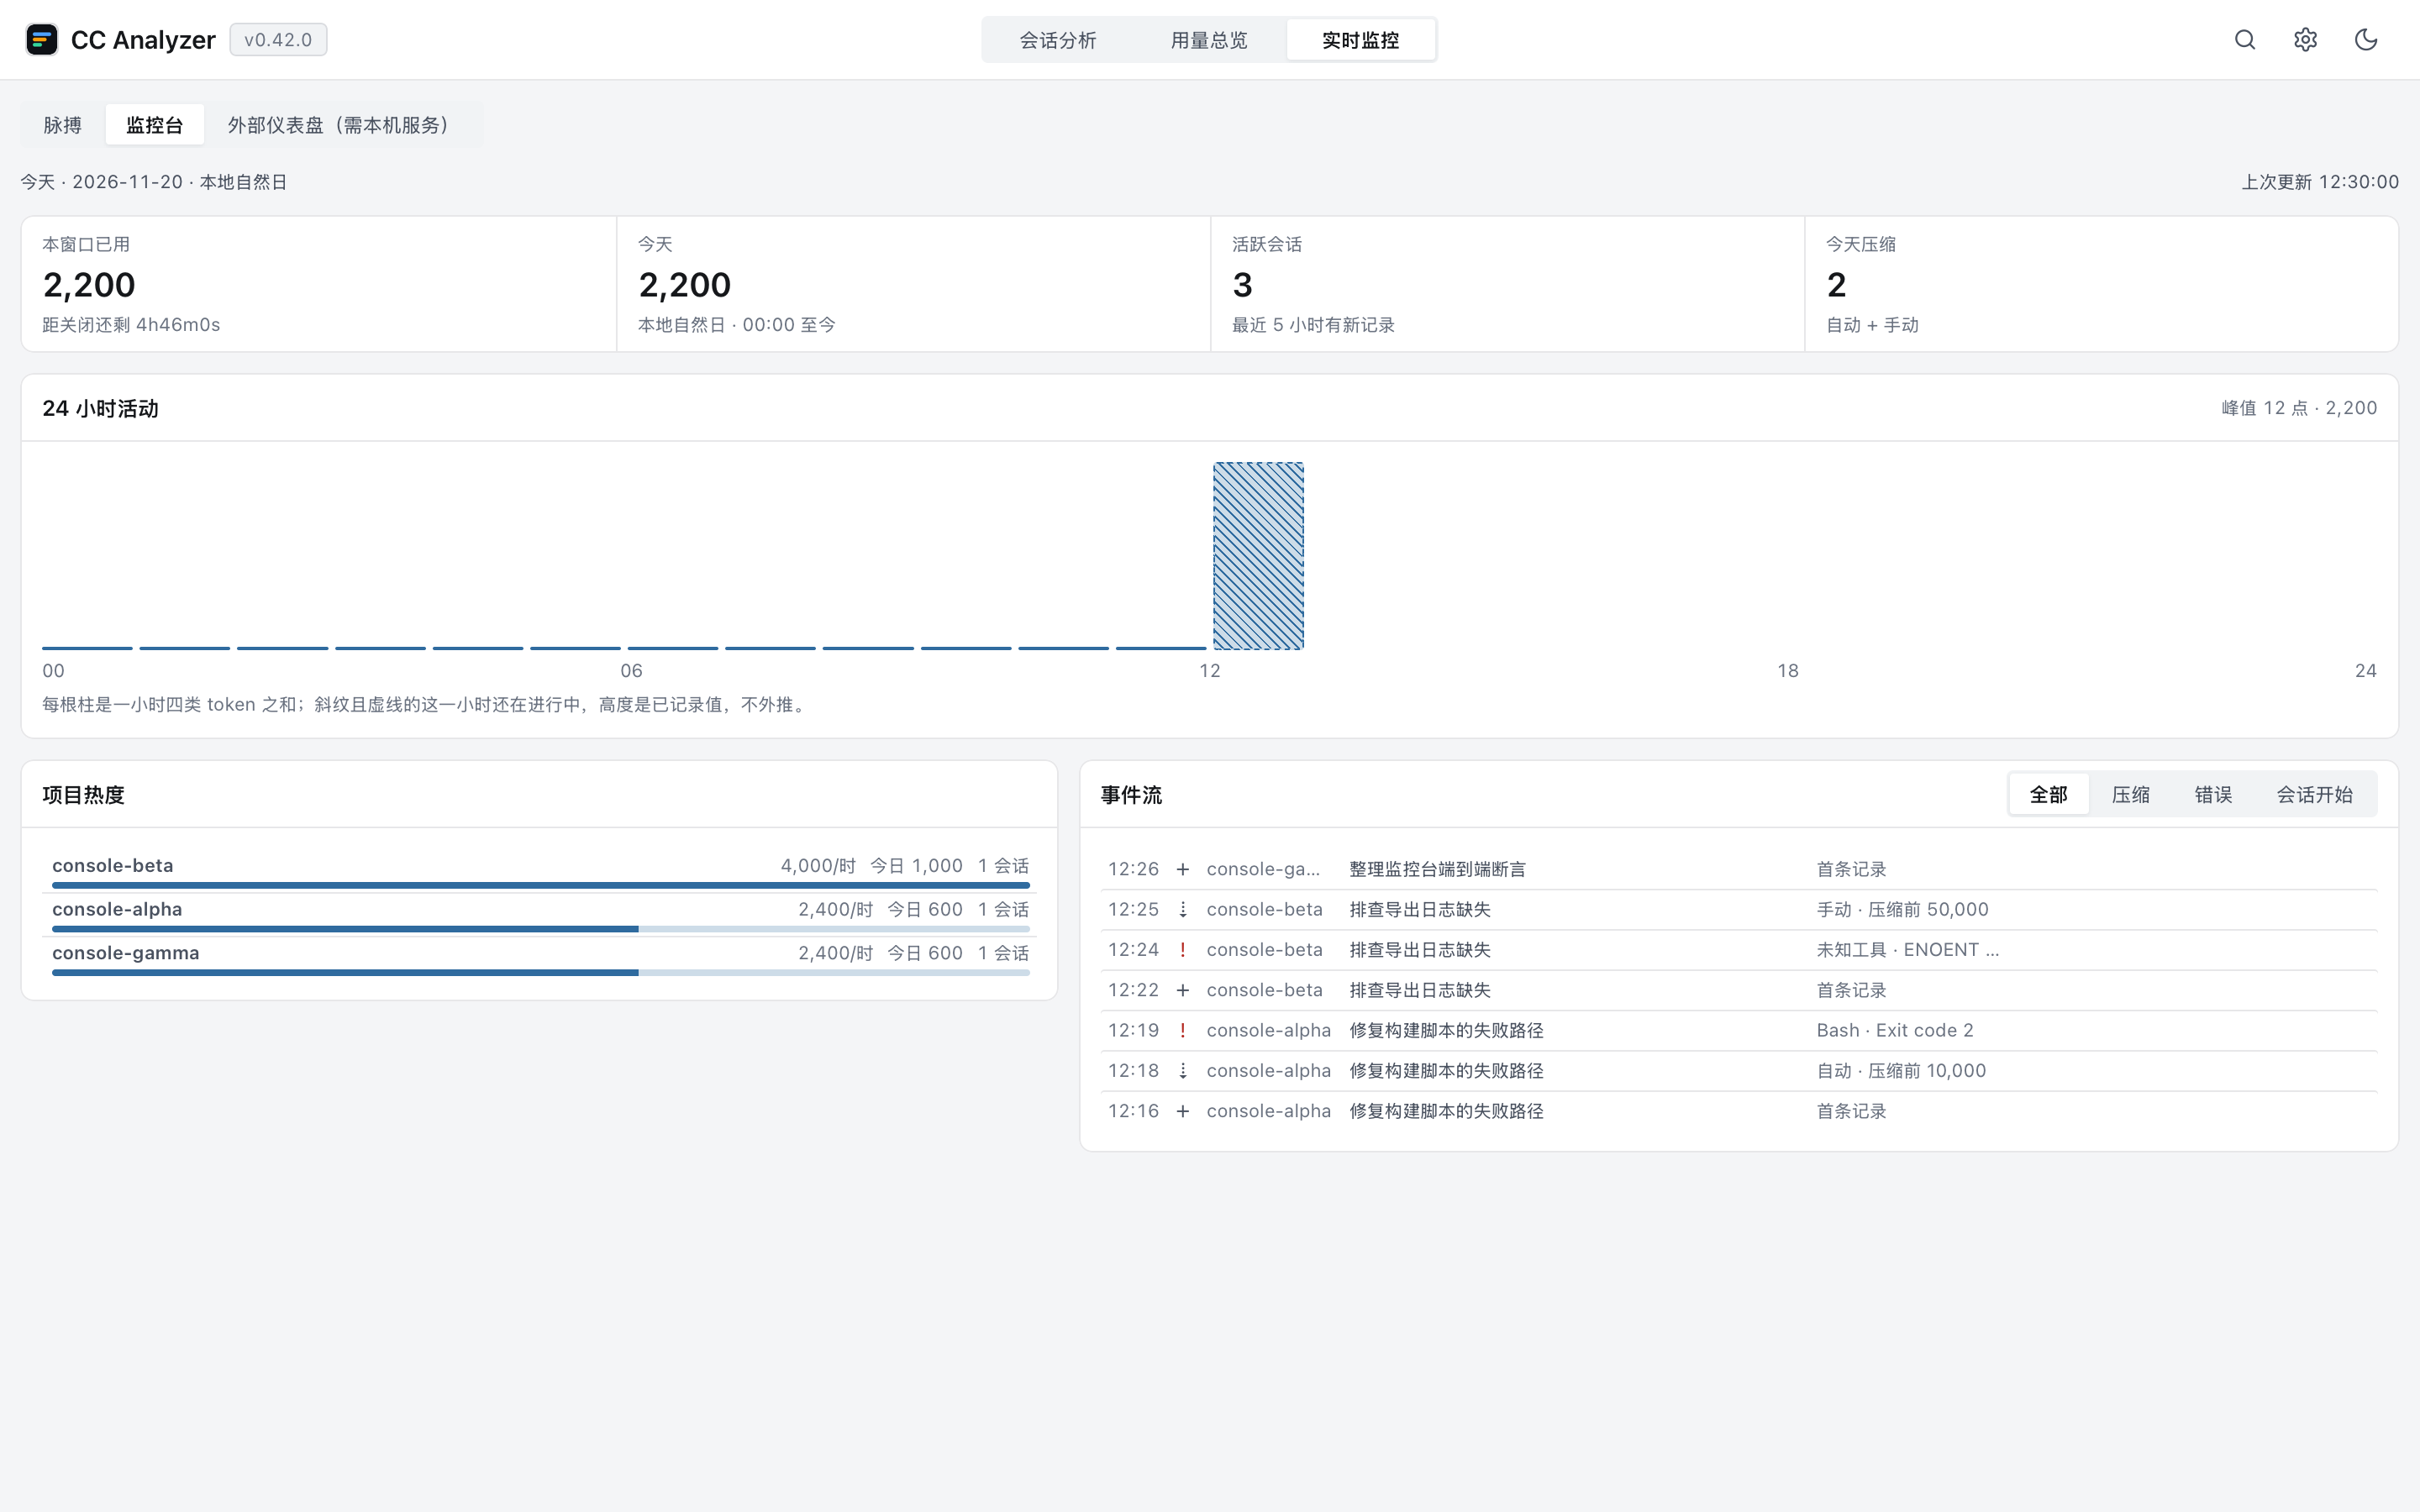 CC Analyzer v0.42.0 会话分析 用量总览 实时监控
脉搏 监控台 外部仪表盘（需本机服务）
今天 · 2026-11-20 · 本地自然日 上次更新 12:30:00
本窗口已用
2,200
距关闭还剩 4h46m0s
今天
2,200
本地自然日 · 00:00 至今
活跃会话
3
最近 5 小时有新记录
今天压缩
2
自动 + 手动
24 小时活动 峰值 12 点 · 2,200
00 06 12 18 24
每根柱是一小时四类 token 之和；斜纹且虚线的这一小时还在进行中，高度是已记录值，不外推。
项目热度
console-beta 4,000/时 今日 1,000 1 会话
console-alpha 2,400/时 今日 600 1 会话
console-gamma 2,400/时 今日 600 1 会话
事件流 全部 压缩 错误 会话开始
12:26 + console-ga... 整理监控台端到端断言 首条记录
12:25 ⇣ console-beta 排查导出日志缺失 手动 · 压缩前 50,000
12:24 ! console-beta 排查导出日志缺失 未知工具 · ENOENT ...
12:22 + console-beta 排查导出日志缺失 首条记录
12:19 ! console-alpha 修复构建脚本的失败路径 Bash · Exit code 2
12:18 ⇣ console-alpha 修复构建脚本的失败路径 自动 · 压缩前 10,000
12:16 + console-alpha 修复构建脚本的失败路径 首条记录